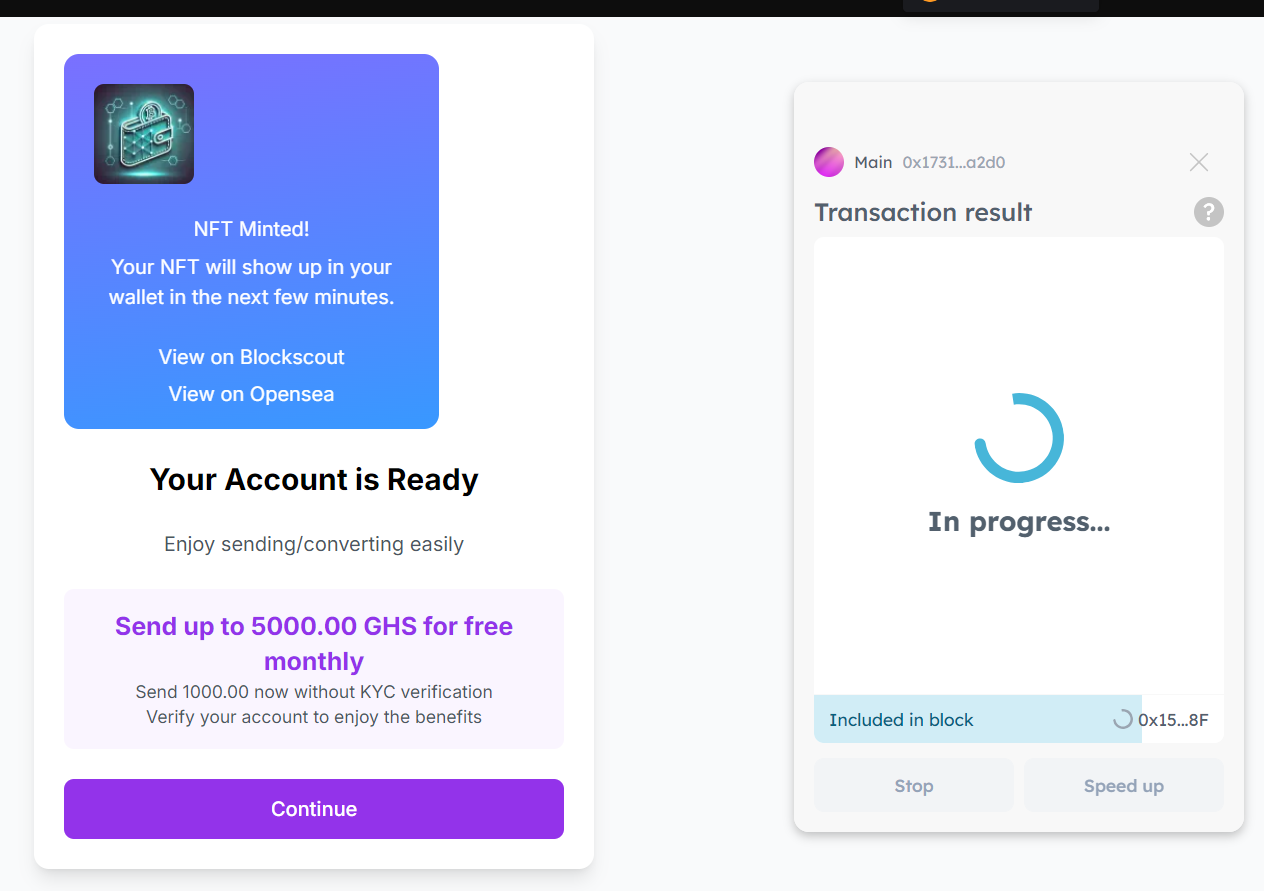 NFT Minted!
Your NFT will show up in your
wallet in the next few minutes.
View on Blockscout
View on Opensea
Your Account is Ready
Enjoy sending/converting easily
Send up to 5000.00 GHS for free
monthly
Send 1000.00 now without KYC verification
Verify your account to enjoy the benefits
Continue
Main 0x1731...a2d0
Transaction result
?
In progress...
Included in block 0x15...8F
Stop
Speed up